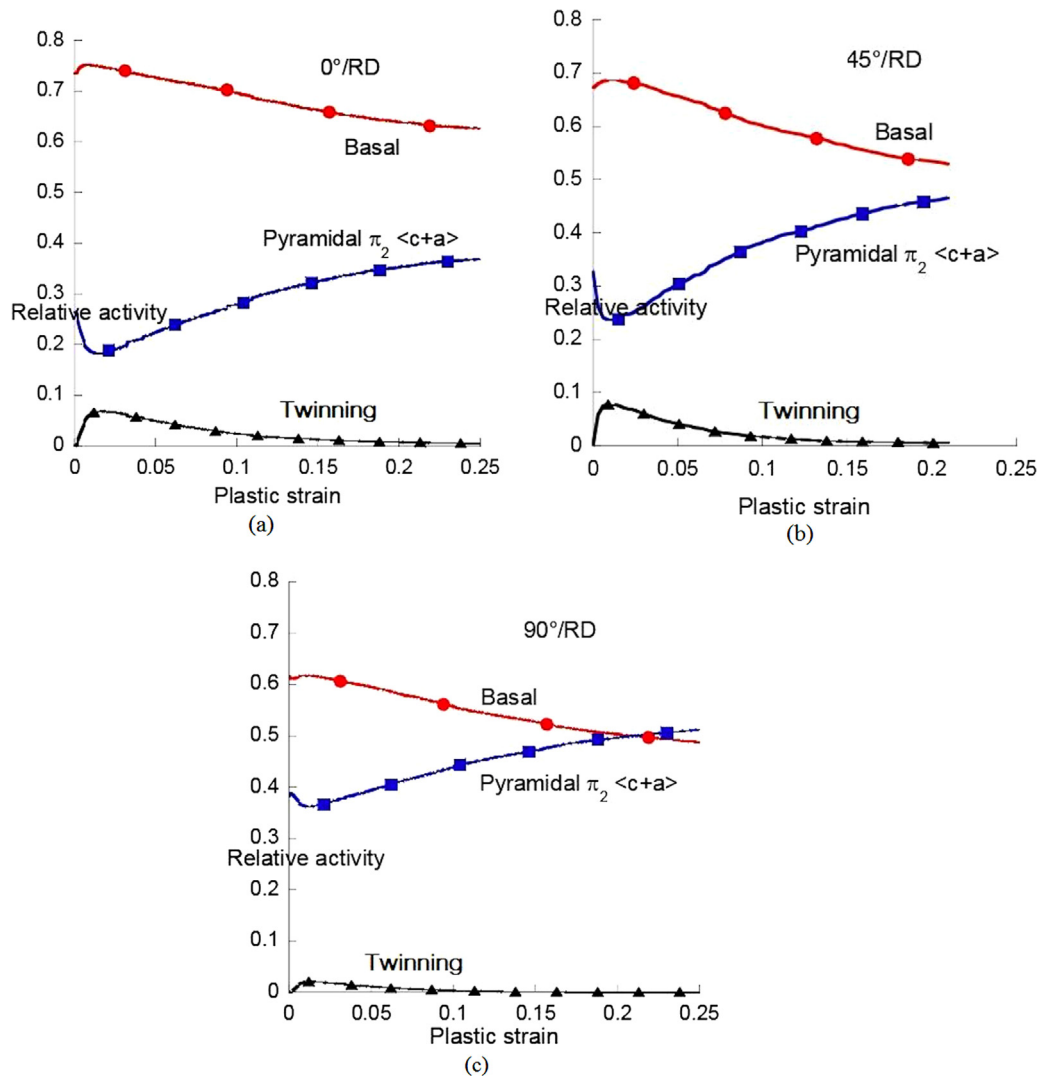 0.8
0°/RD
0.7
0.6
Basal
0.5
0.4
Pyramidal π2 <c+a>
0.3
Relative activity
0.2
0.1
Twinning
0
0 0.05 0.1 0.15 0.2 0.25
Plastic strain
(a)
0.8
45°/RD
0.7
Basal
0.6
0.5
0.4
Pyramidal π2 <c+a>
0.3
Relative activity
0.2
0.1
Twinning
0
0 0.05 0.1 0.15 0.2 0.25
Plastic strain
(b)
0.8
0.7
90°/RD
0.6
Basal
0.5
Pyramidal π2 <c+a>
0.4
0.3
Relative activity
0.2
0.1
Twinning
0
0 0.05 0.1 0.15 0.2 0.25
Plastic strain
(c)